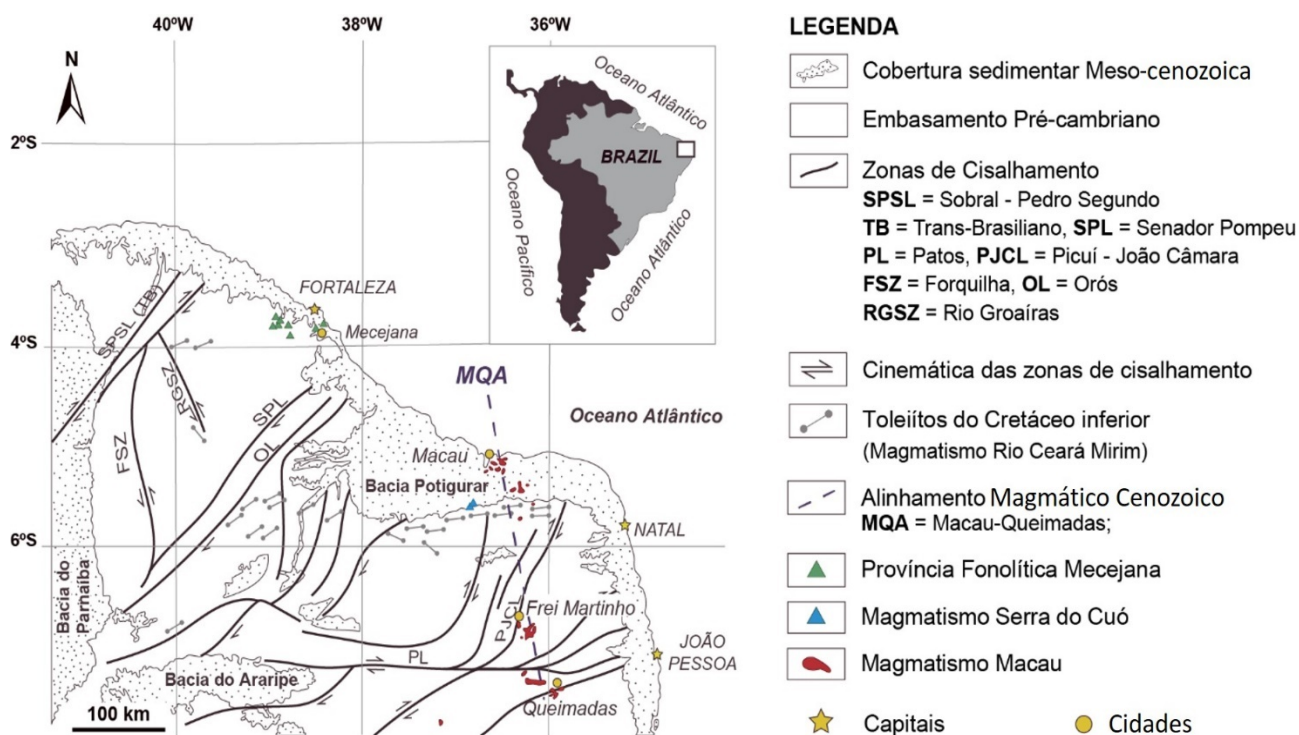 40ºW
38ºW
36ºW
N
2ºS
4ºS
6ºS
Oceano Atlântico
BRAZIL
Oceano Pacífico
Oceano Atlântico
FORTALEZA
Mecejana
SPSL (TB)
RGSZ
FSZ
SPL
OL
MQA
Oceano Atlântico
Macau
Bacia Potigurar
NATAL
Bacia do
Parnaíba
PJCL
Frei Martinho
JOÃO
PESSOA
PL
Bacia do Araripe
Queimadas
100 km
LEGENDA
Cobertura sedimentar Meso-cenozoica
Embasamento Pré-cambriano
Zonas de Cisalhamento
SPSL = Sobral - Pedro Segundo
TB = Trans-Brasiliano, SPL = Senador Pompeu
PL = Patos, PJCL = Picuí - João Câmara
FSZ = Forquilha, OL = Orós
RGSZ = Rio Groaíras
Cinemática das zonas de cisalhamento
Toleiítos do Cretáceo inferior
(Magmatismo Rio Ceará Mirim)
Alinhamento Magmático Cenozoico
MQA = Macau-Queimadas;
Província Fonolítica Mecejana
Magmatismo Serra do Cuó
Magmatismo Macau
Capitais
Cidades